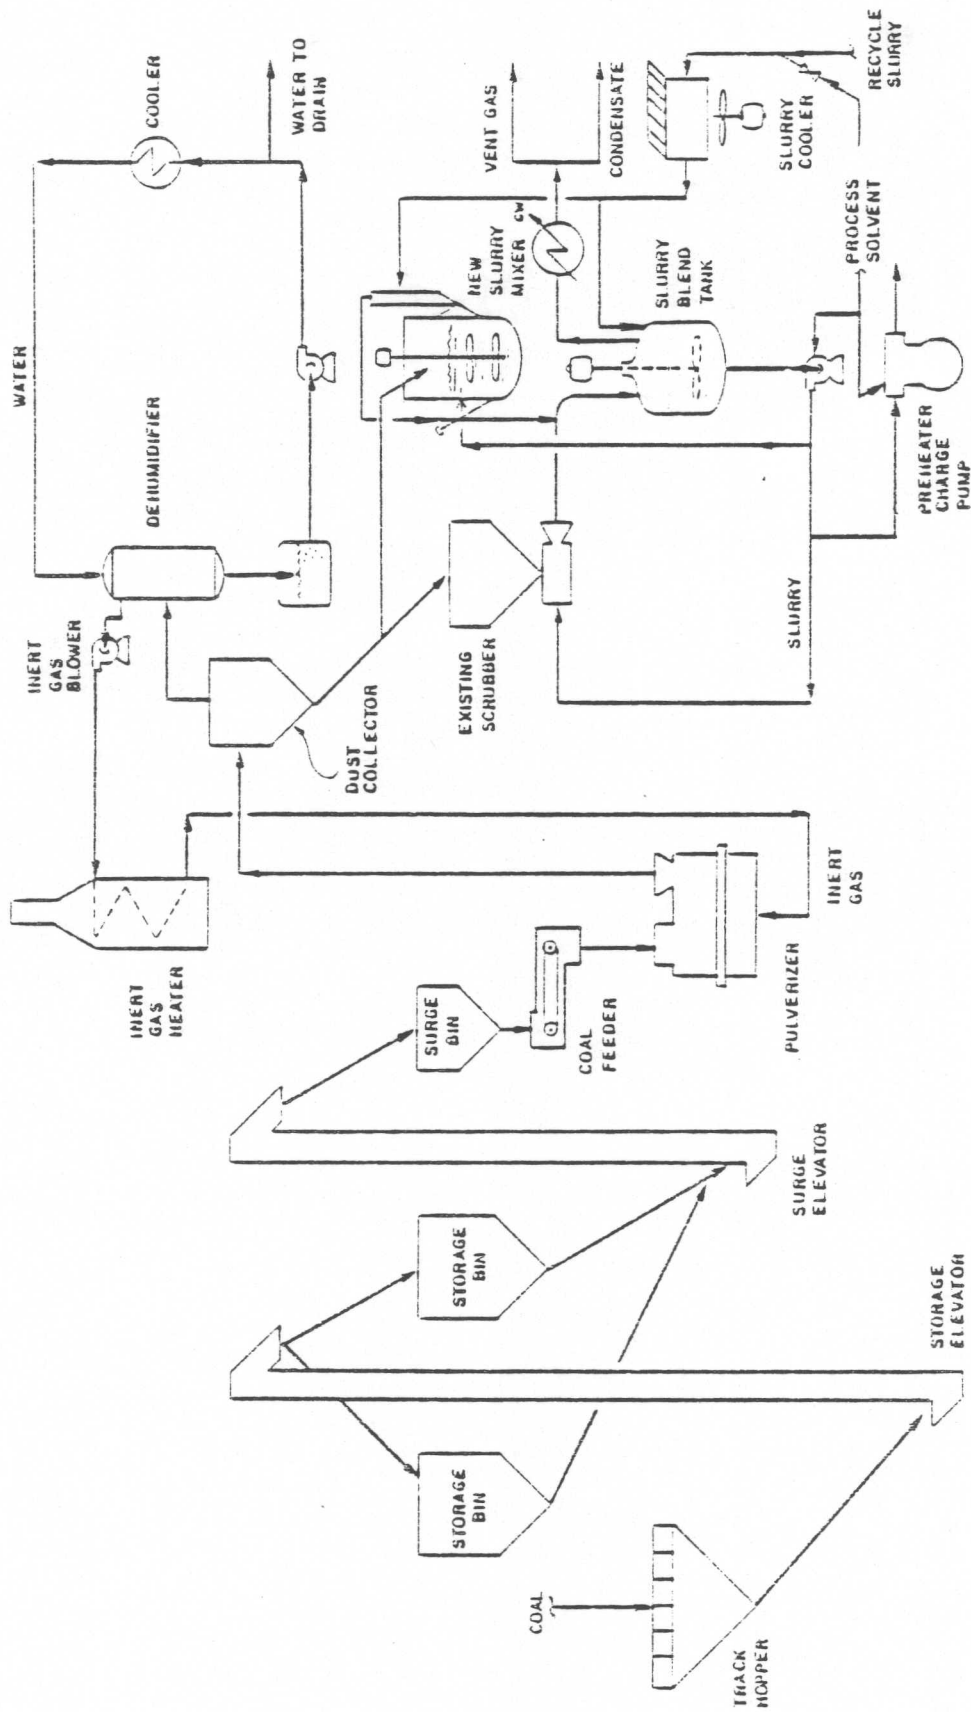 COAL
TRACK
HOPPER
STORAGE
BIN
STORAGE
BIN
STORAGE
ELEVATOR
SURGE
ELEVATOR
SURGE
BIN
COAL
FEEDER
PULVERIZER
INERT
GAS
INERT
GAS
HEATER
INERT
GAS
BLOWER
DUST
COLLECTOR
DEHUMIDIFIER
WATER
COOLER
WATER TO
DRAIN
EXISTING
SCRUBBER
NEW
SLURRY
MIXER
CW
VENT GAS
CONDENSATE
SLURRY
BLEND
TANK
SLURRY
COOLER
RECYCLE
SLURRY
PROCESS
SOLVENT
SLURRY
PREHEATER
CHARGE
PUMP